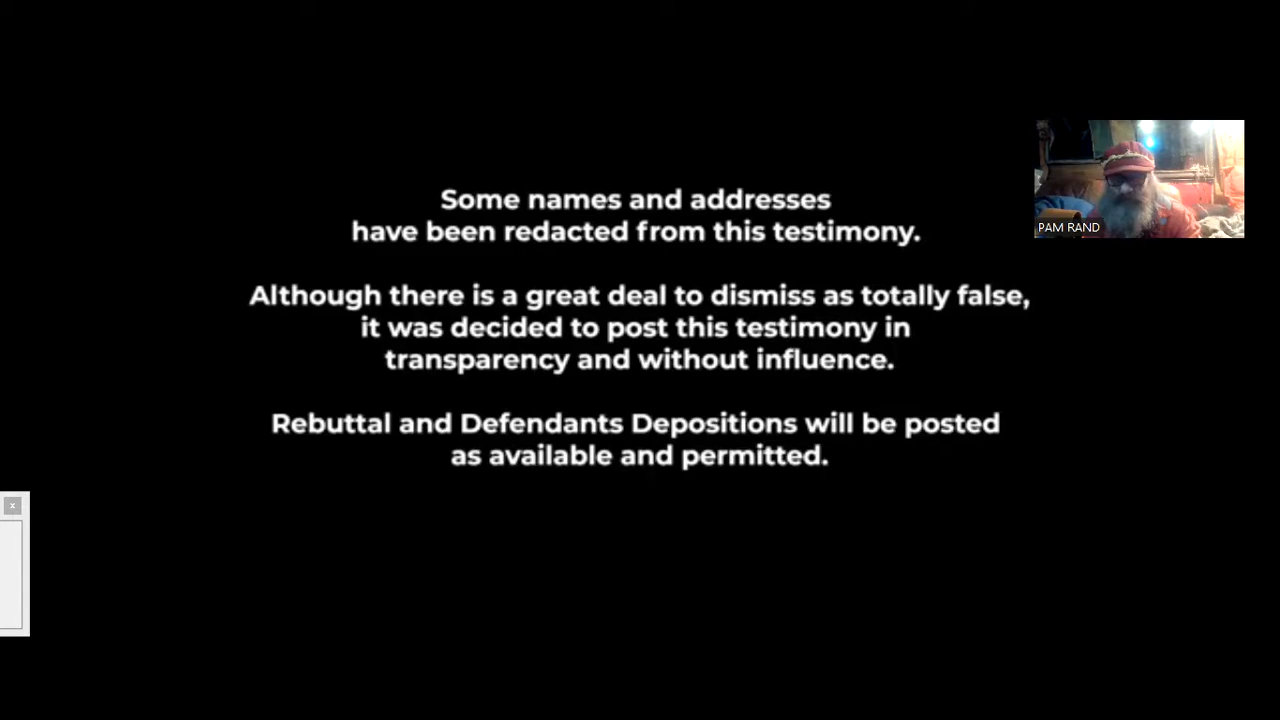 Some names and addresses
have been redacted from this testimony.
Although there is a great deal to dismiss as totally false,
it was decided to post this testimony in
transparency and without influence.
Rebuttal and Defendants Depositions will be posted
as available and permitted.
PAM RAND
x